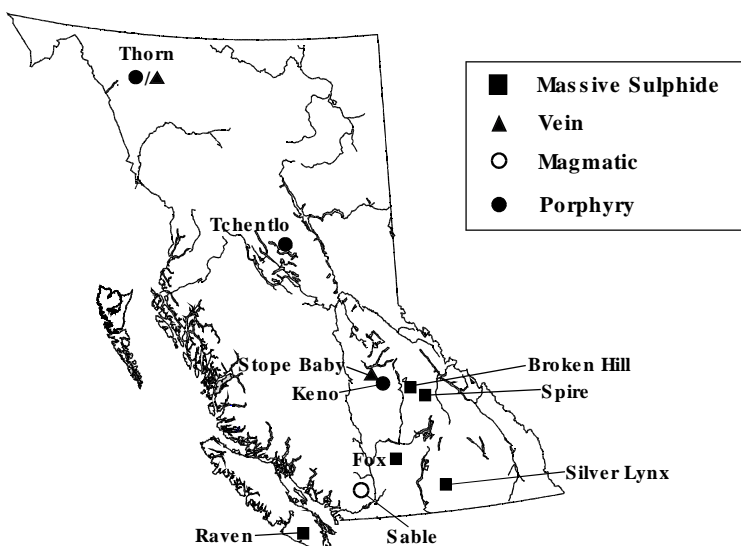 Thorn
/
Massive Sulphide
Vein
Magmatic
Porphyry
Tchentlo
Stope Baby
Keno
Broken Hill
Spire
Fox
Silver Lynx
Raven
Sable